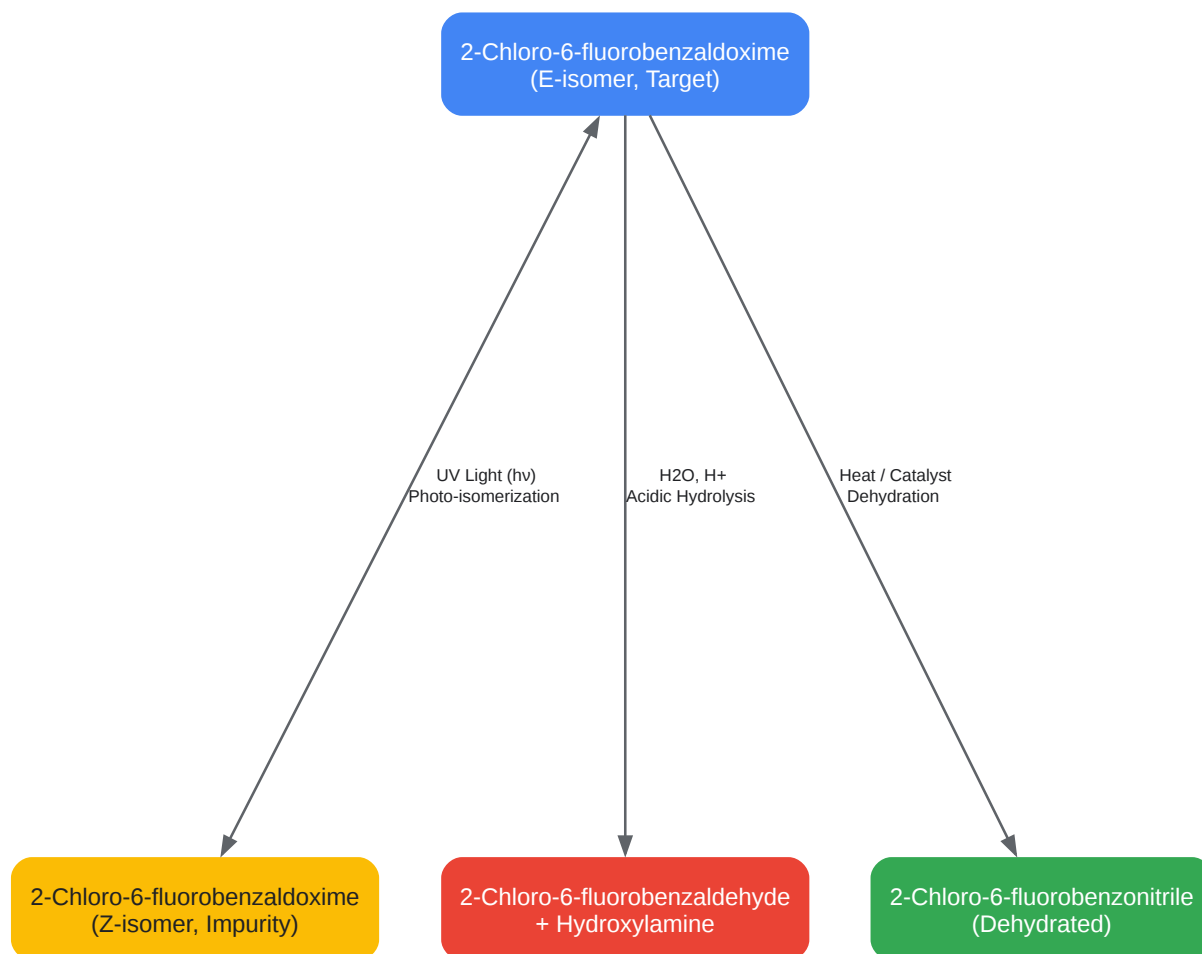 2-Chloro-6-fluorobenzaldoxime
(E-isomer, Target)
UV Light (hν)
Photo-isomerization
H2O, H+
Acidic Hydrolysis
Heat / Catalyst
Dehydration
2-Chloro-6-fluorobenzaldoxime
(Z-isomer, Impurity)
2-Chloro-6-fluorobenzaldehyde
+ Hydroxylamine
2-Chloro-6-fluorobenzonitrile
(Dehydrated)